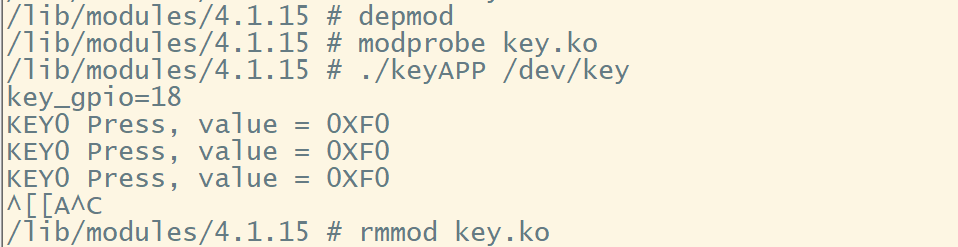 /lib/modules/4.1.15 # depmod
/lib/modules/4.1.15 # modprobe key.ko
/lib/modules/4.1.15 # ./keyAPP /dev/key
key_gpio=18
KEY0 Press, value = 0XF0
KEY0 Press, value = 0XF0
KEY0 Press, value = 0XF0
^[[A^C
/lib/modules/4.1.15 # rmmod key.ko